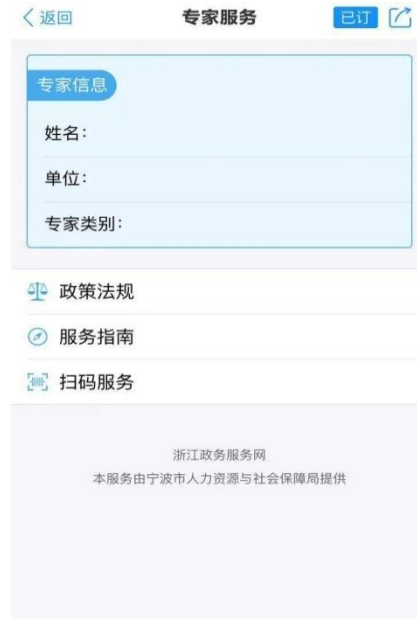 返回 专家服务 已订
专家信息
姓名：
单位：
专家类别：
政策法规
服务指南
扫码服务
浙江政务服务网
本服务由宁波市人力资源与社会保障局提供